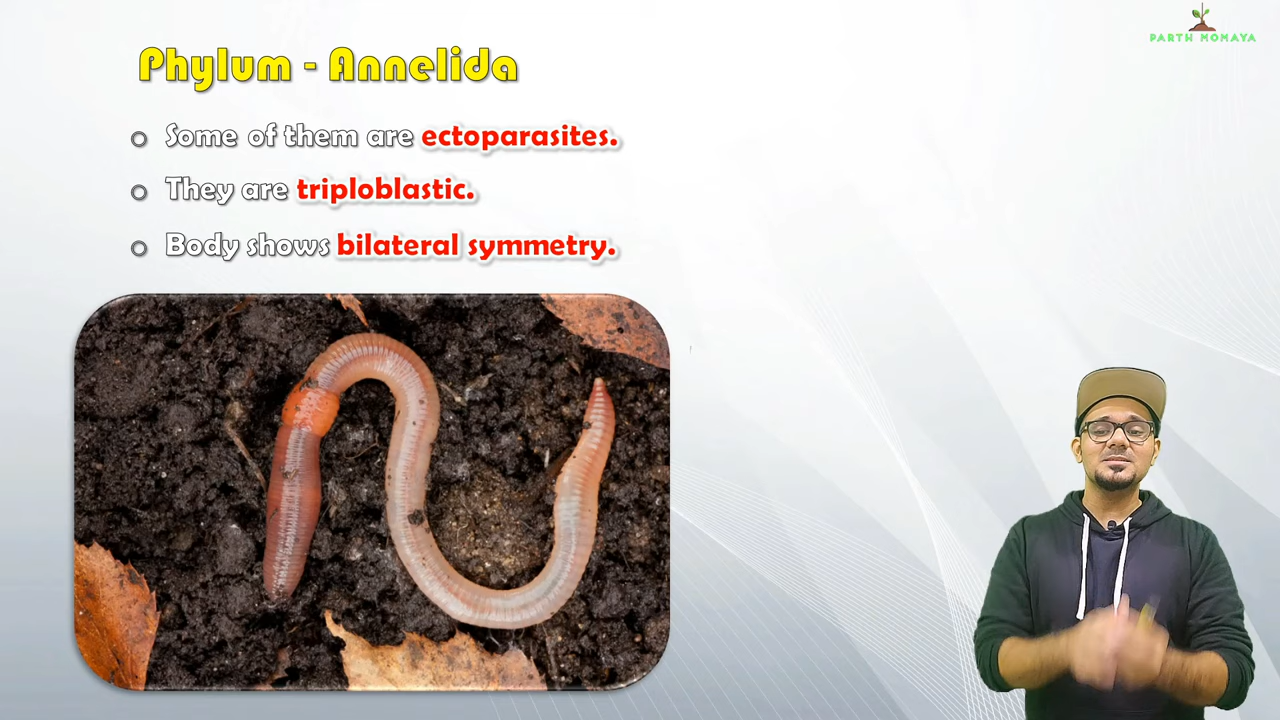 PARTH MOMAYA
Phylum - Annelida
Some of them are ectoparasites.
They are triploblastic.
Body shows bilateral symmetry.